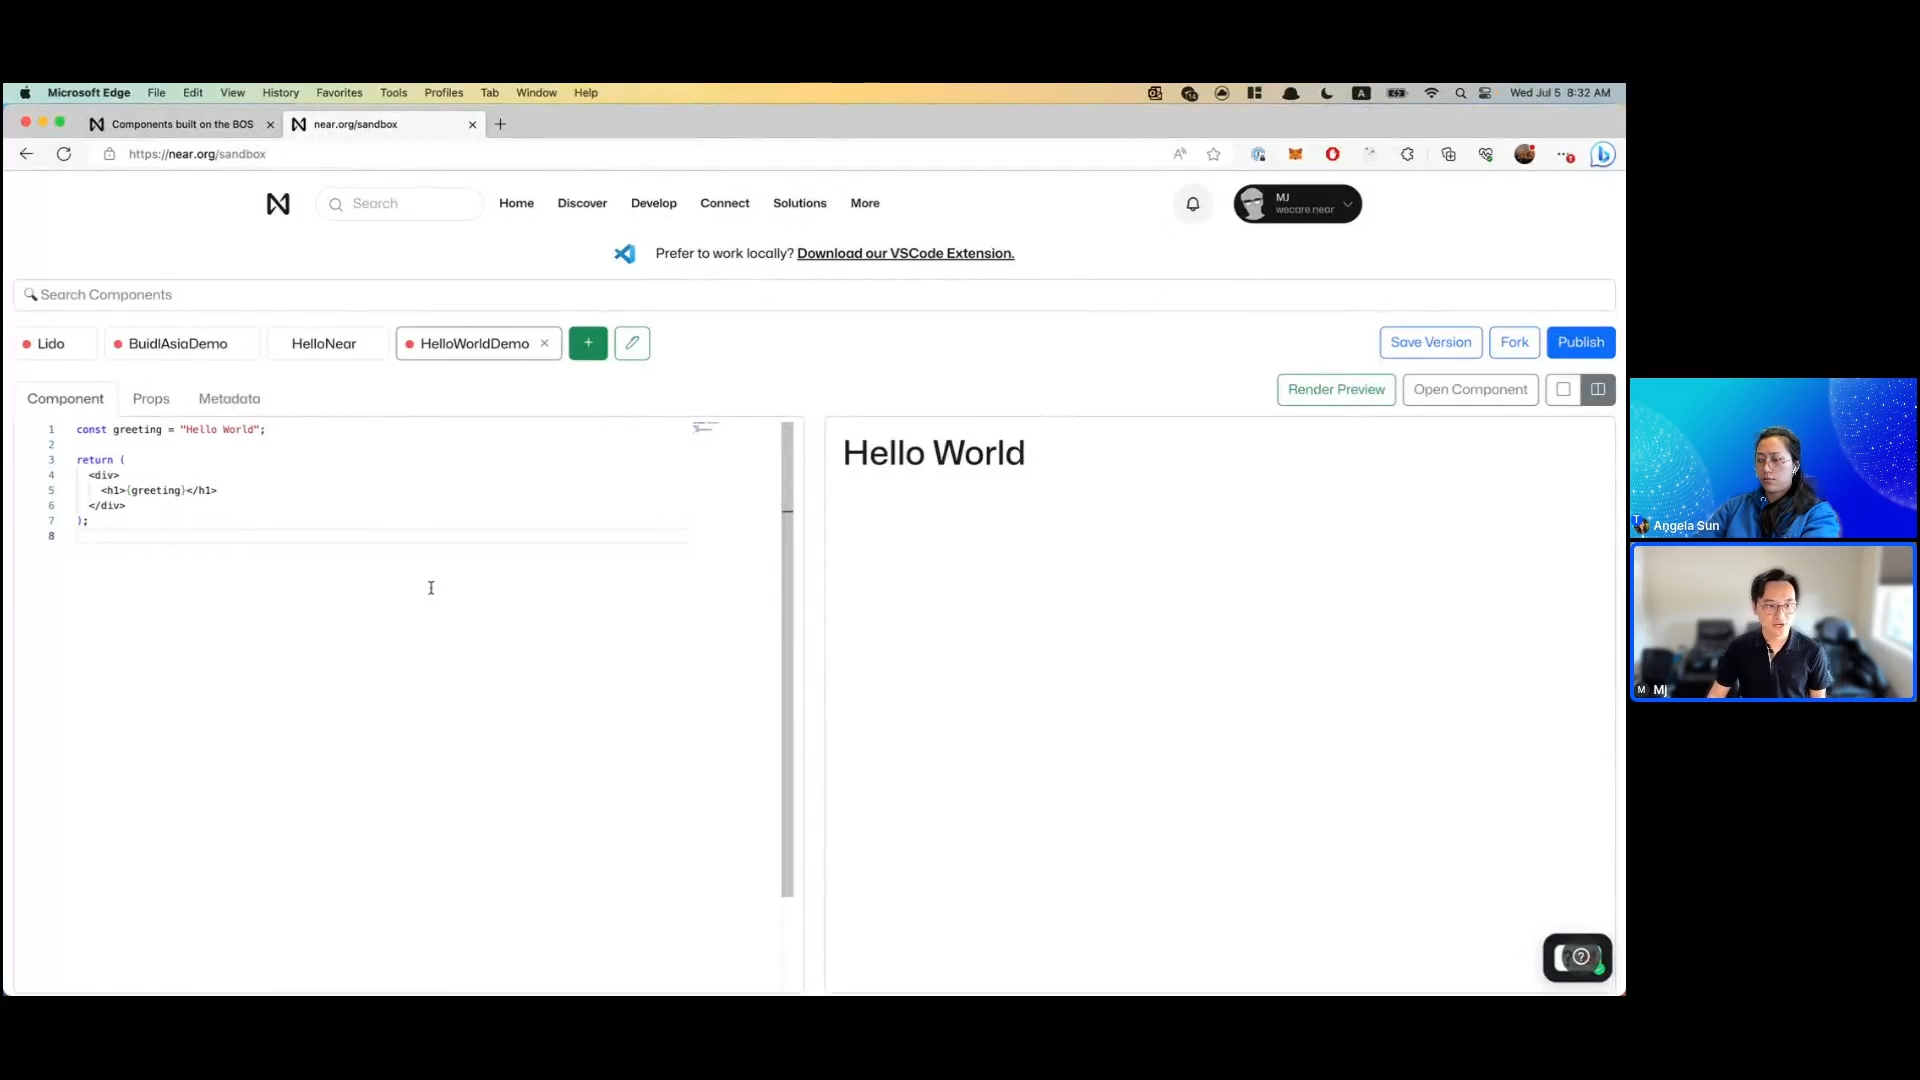 Microsoft Edge File Edit View History Favorites Tools Profiles Tab Window Help A Wed Jul 5 8:32 AM
Components built on the BOS near.org/sandbox
https://near.org/sandbox
Search Home Discover Develop Connect Solutions More MJ
wecare.near
Prefer to work locally? Download our VSCode Extension.
Search Components
Lido BuidlAsiaDemo HelloNear HelloWorldDemo + Save Version Fork Publish
Render Preview Open Component
Component Props Metadata
1 const greeting = "Hello World";
2
3 return (
4 <div>
5 <h1>{greeting}</h1>
6 </div>
7 );
8
Hello World
Angela Sun
M Mj